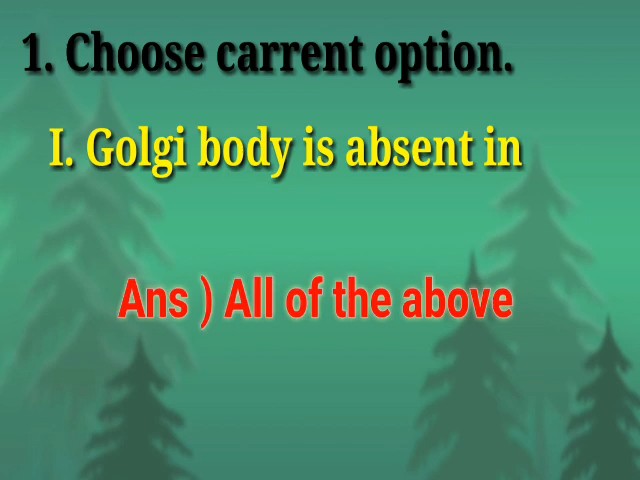 1. Choose carrent option.
I. Golgi body is absent in
Ans ) All of the above